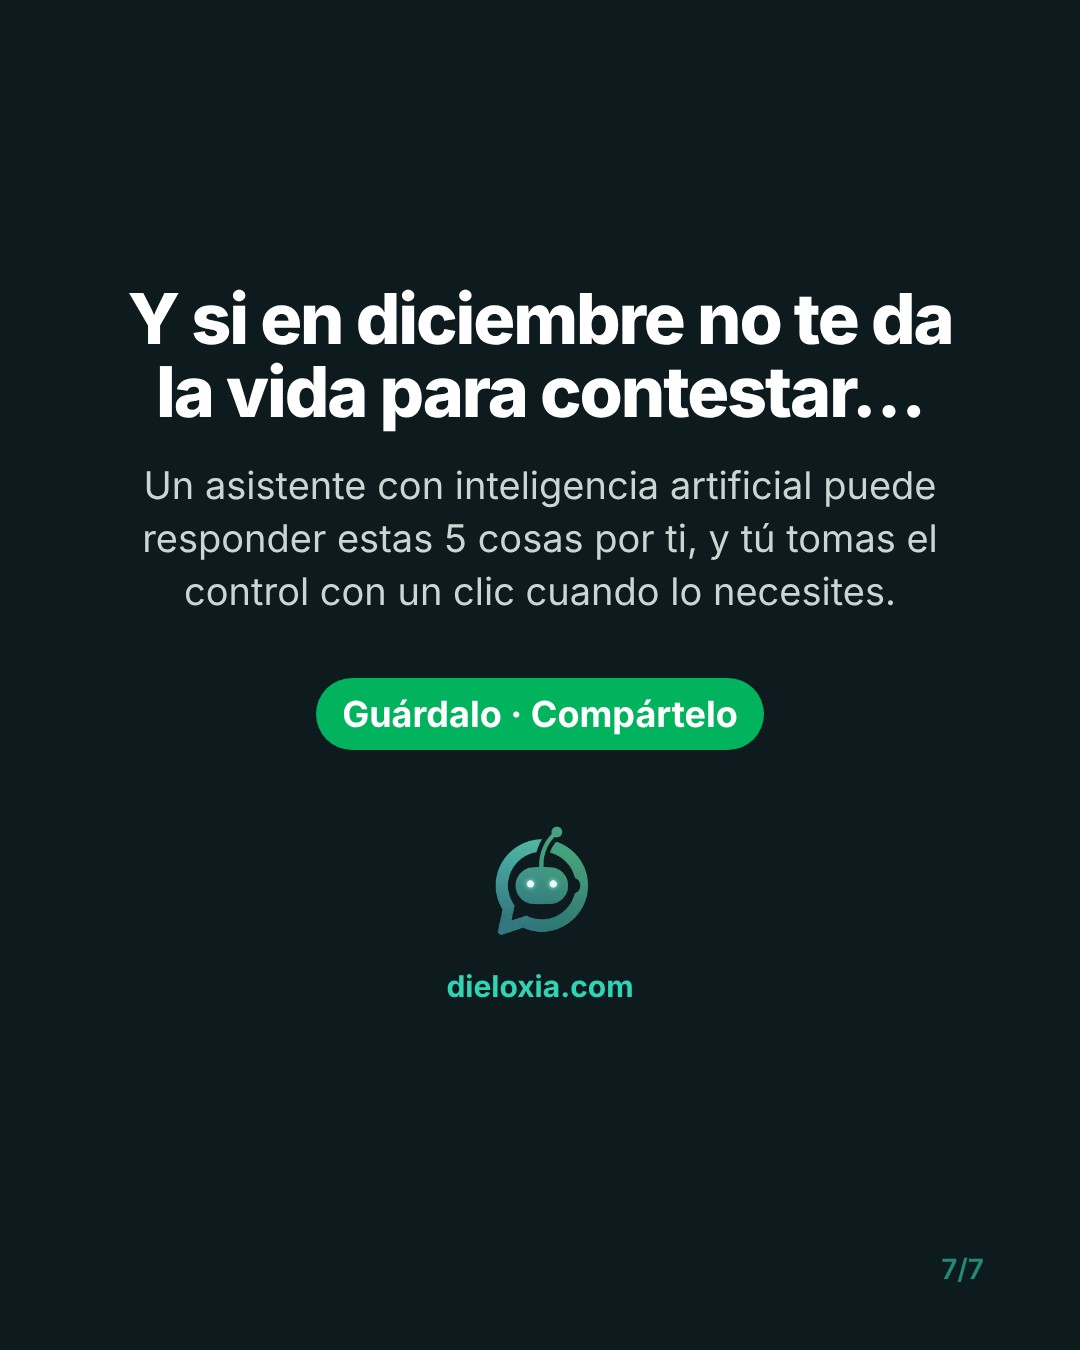 Y si en diciembre no te da
la vida para contestar…
Un asistente con inteligencia artificial puede
responder estas 5 cosas por ti, y tú tomas el
control con un clic cuando lo necesites.
Guárdalo · Compártelo
dieloxia.com
7/7